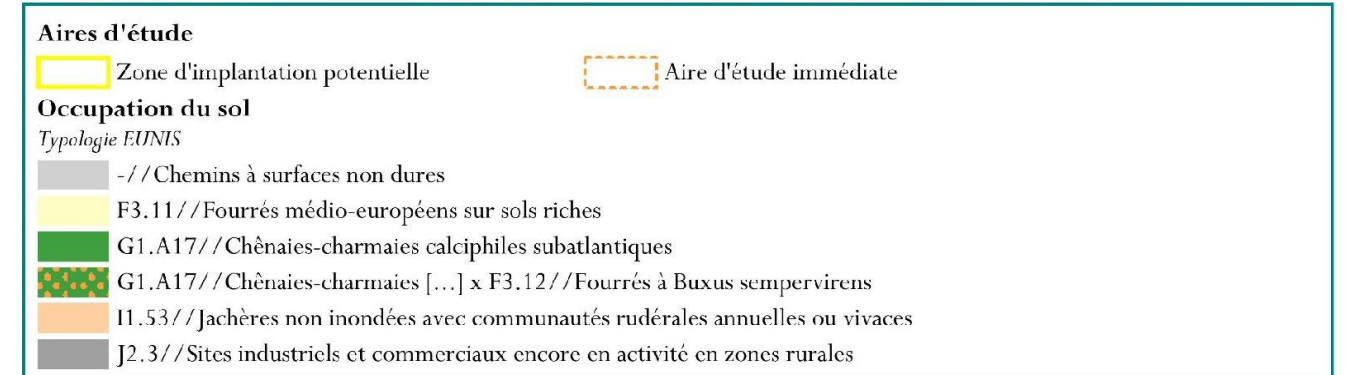 Aires d'étude
Zone d'implantation potentielle Aire d'étude immédiate
Occupation du sol
Typologie EUNIS
-//Chemins à surfaces non dures
F3.11//Fourrés médio-européens sur sols riches
G1.A17//Chênaies-charmaies calciphiles subatlantiques
G1.A17//Chênaies-charmaies [...] x F3.12//Fourrés à Buxus sempervirens
I1.53//Jachères non inondées avec communautés rudérales annuelles ou vivaces
J2.3//Sites industriels et commerciaux encore en activité en zones rurales